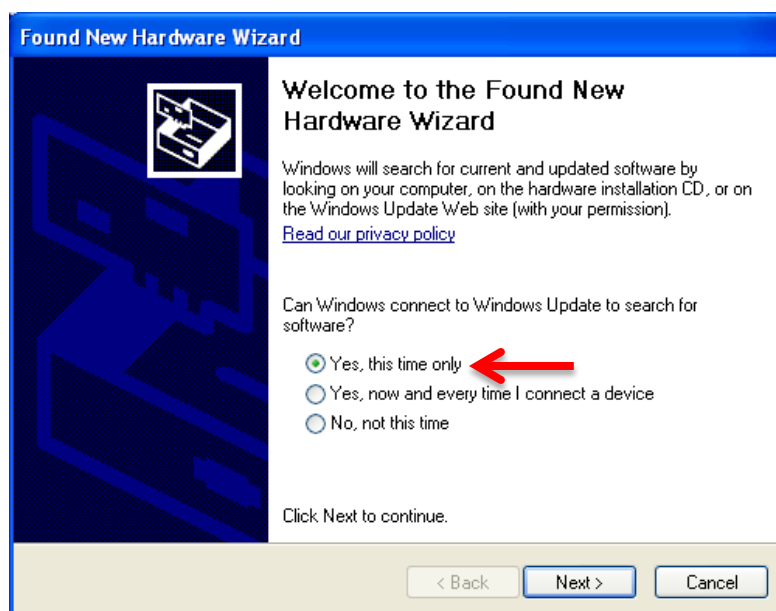 Found New Hardware Wizard
Welcome to the Found New
Hardware Wizard
Windows will search for current and updated software by
looking on your computer, on the hardware installation CD, or on
the Windows Update Web site (with your permission).
Read our privacy policy
Can Windows connect to Windows Update to search for
software?
Yes, this time only
Yes, now and every time I connect a device
No, not this time
Click Next to continue.
< Back Next > Cancel